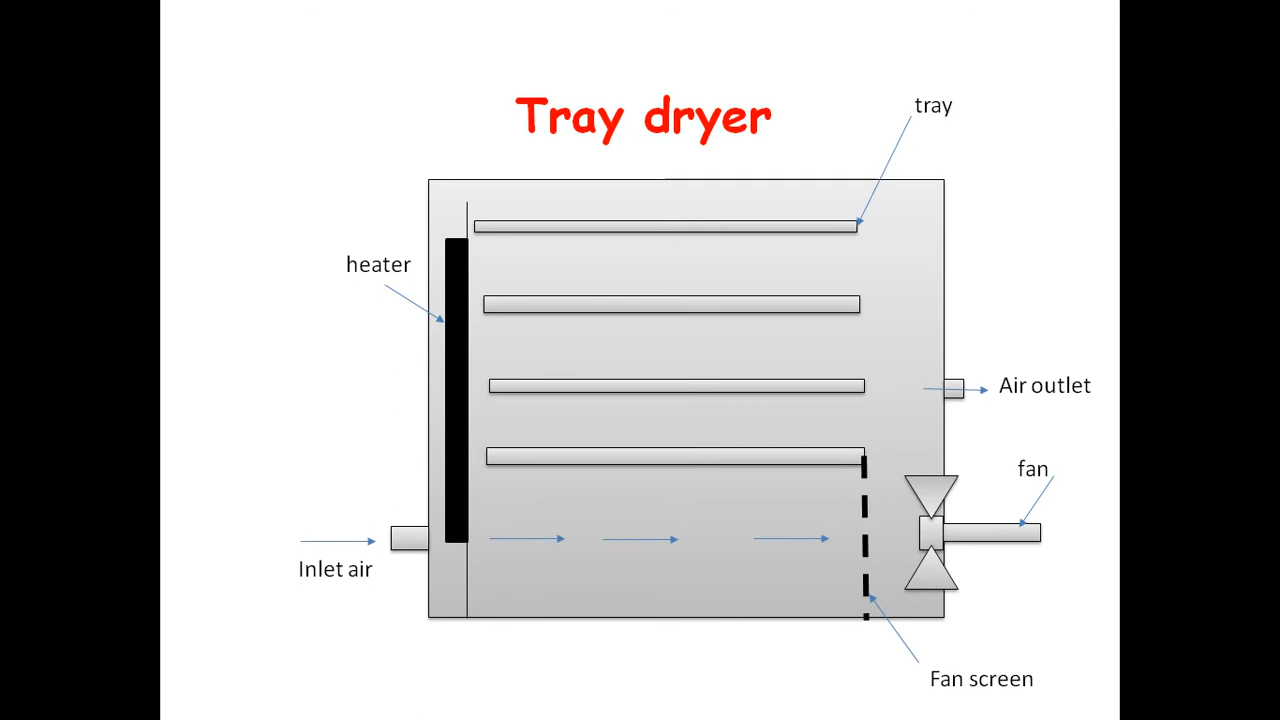 Tray dryer
tray
heater
Air outlet
fan
Inlet air
Fan screen